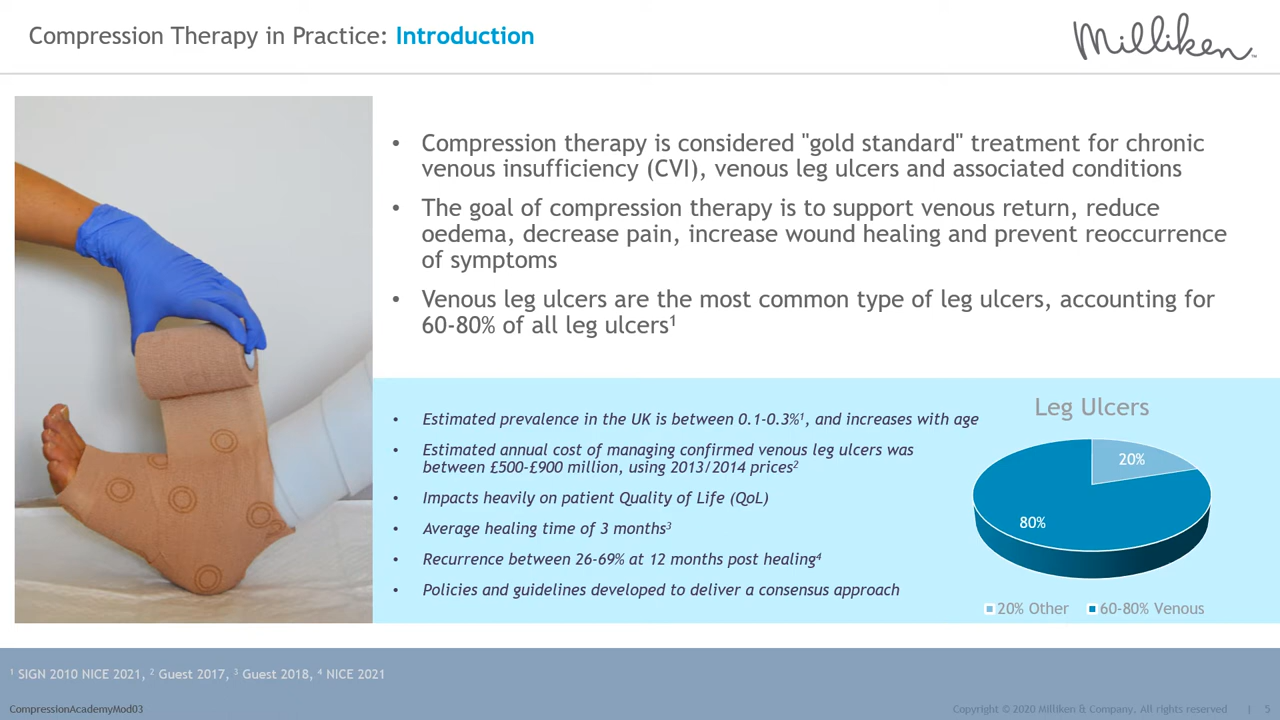 Compression Therapy in Practice: Introduction
Milliken™
• Compression therapy is considered "gold standard" treatment for chronic
venous insufficiency (CVI), venous leg ulcers and associated conditions
• The goal of compression therapy is to support venous return, reduce
oedema, decrease pain, increase wound healing and prevent reoccurrence
of symptoms
• Venous leg ulcers are the most common type of leg ulcers, accounting for
60-80% of all leg ulcers¹
• Estimated prevalence in the UK is between 0.1-0.3%¹, and increases with age
• Estimated annual cost of managing confirmed venous leg ulcers was
between £500-£900 million, using 2013/2014 prices²
• Impacts heavily on patient Quality of Life (QoL)
• Average healing time of 3 months³
• Recurrence between 26-69% at 12 months post healing⁴
• Policies and guidelines developed to deliver a consensus approach
Leg Ulcers
20%
80%
20% Other 60-80% Venous
¹ SIGN 2010 NICE 2021, ² Guest 2017, ³ Guest 2018, ⁴ NICE 2021
CompressionAcademyMod03
Copyright © 2020 Milliken & Company. All rights reserved | 5